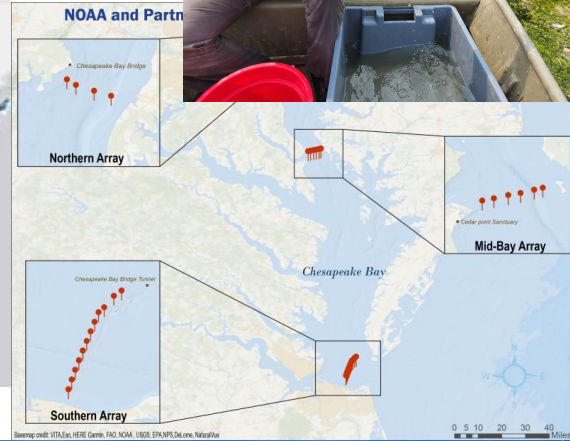 NOAA and Partn
Chesapeake Bay Bridge
Northern Array
Cedar point Sanctuary
Mid-Bay Array
Chesapeake Bay
Chesapeake Bay Bridge Tunnel
Southern Array
W
E
S
0 5 10 20 30 40
Miles
Basemap credit: VITA,Esri, HERE Garmin, FAO, NOAA , USGS, EPA,NPS,DeLorne, NaturalVue